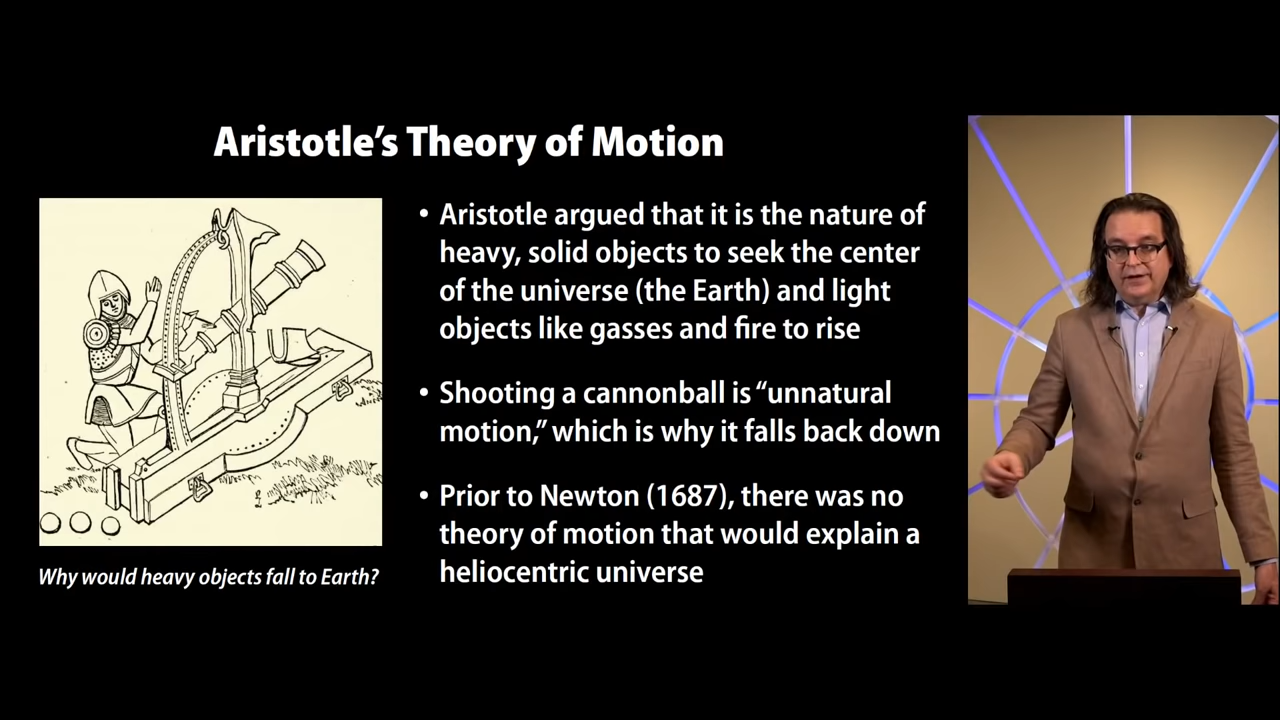 Aristotle’s Theory of Motion
• Aristotle argued that it is the nature of
heavy, solid objects to seek the center
of the universe (the Earth) and light
objects like gasses and fire to rise
• Shooting a cannonball is “unnatural
motion,” which is why it falls back down
• Prior to Newton (1687), there was no
theory of motion that would explain a
heliocentric universe
Why would heavy objects fall to Earth?